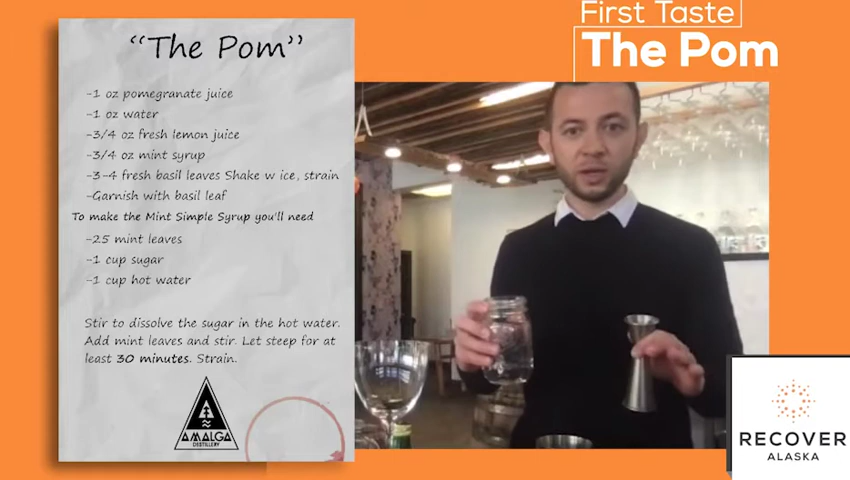 “The Pom”
-1 oz pomegranate juice
-1 oz water
-3/4 oz fresh lemon juice
-3/4 oz mint syrup
-3-4 fresh basil leaves Shake w ice, strain
-Garnish with basil leaf
To make the Mint Simple Syrup you'll need
-25 mint leaves
-1 cup sugar
-1 cup hot water
Stir to dissolve the sugar in the hot water.
Add mint leaves and stir. Let steep for at
least 30 minutes. Strain.
AMALGA
DISTILLERY
First Taste
The Pom
RECOVER
ALASKA